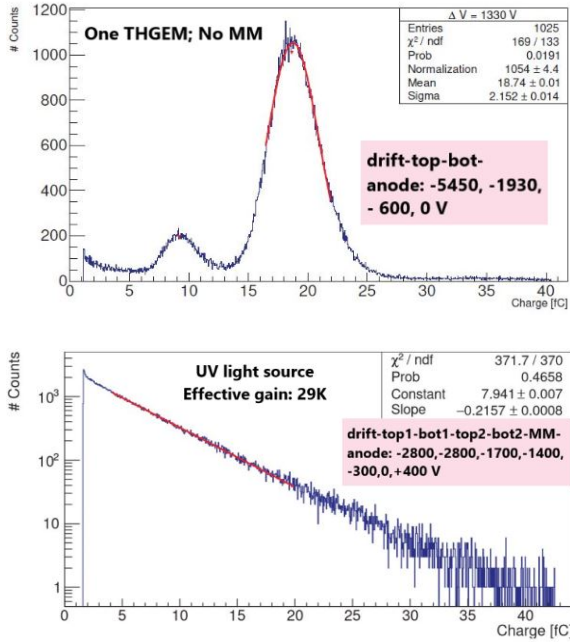 # Counts
1200
1000
800
600
400
200
0
One THGEM; No MM
Δ V = 1330 V
Entries 1025
χ² / ndf 169 / 133
Prob 0.0191
Normalization 1054 ± 4.4
Mean 18.74 ± 0.01
Sigma 2.152 ± 0.014
drift-top-bot-
anode: -5450, -1930,
- 600, 0 V
0 5 10 15 20 25 30 35 40
Charge [fC]
# Counts
10³
10²
10
1
UV light source
Effective gain: 29K
χ² / ndf 371.7 / 370
Prob 0.4658
Constant 7.941 ± 0.007
Slope −0.2157 ± 0.0008
drift-top1-bot1-top2-bot2-MM-
anode: -2800,-2800,-1700,-1400,
-300,0,+400 V
0 5 10 15 20 25 30 35 40
Charge [fC]